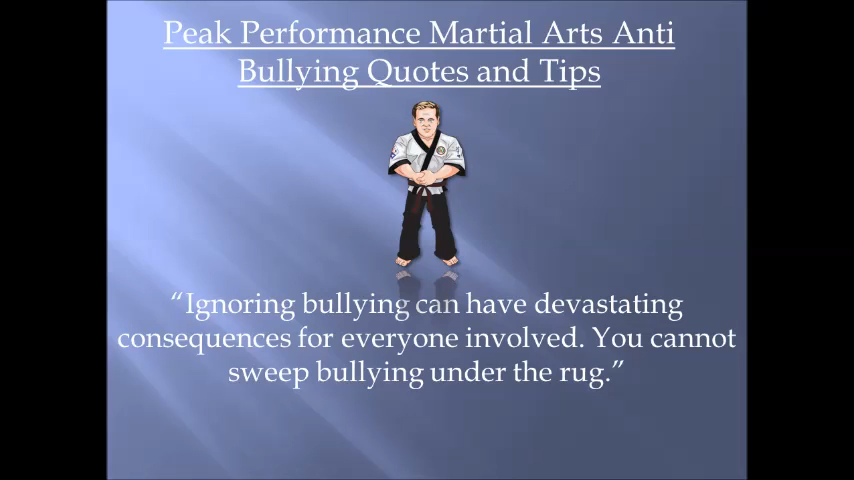 Peak Performance Martial Arts Anti
Bullying Quotes and Tips
“Ignoring bullying can have devastating
consequences for everyone involved. You cannot
sweep bullying under the rug.”